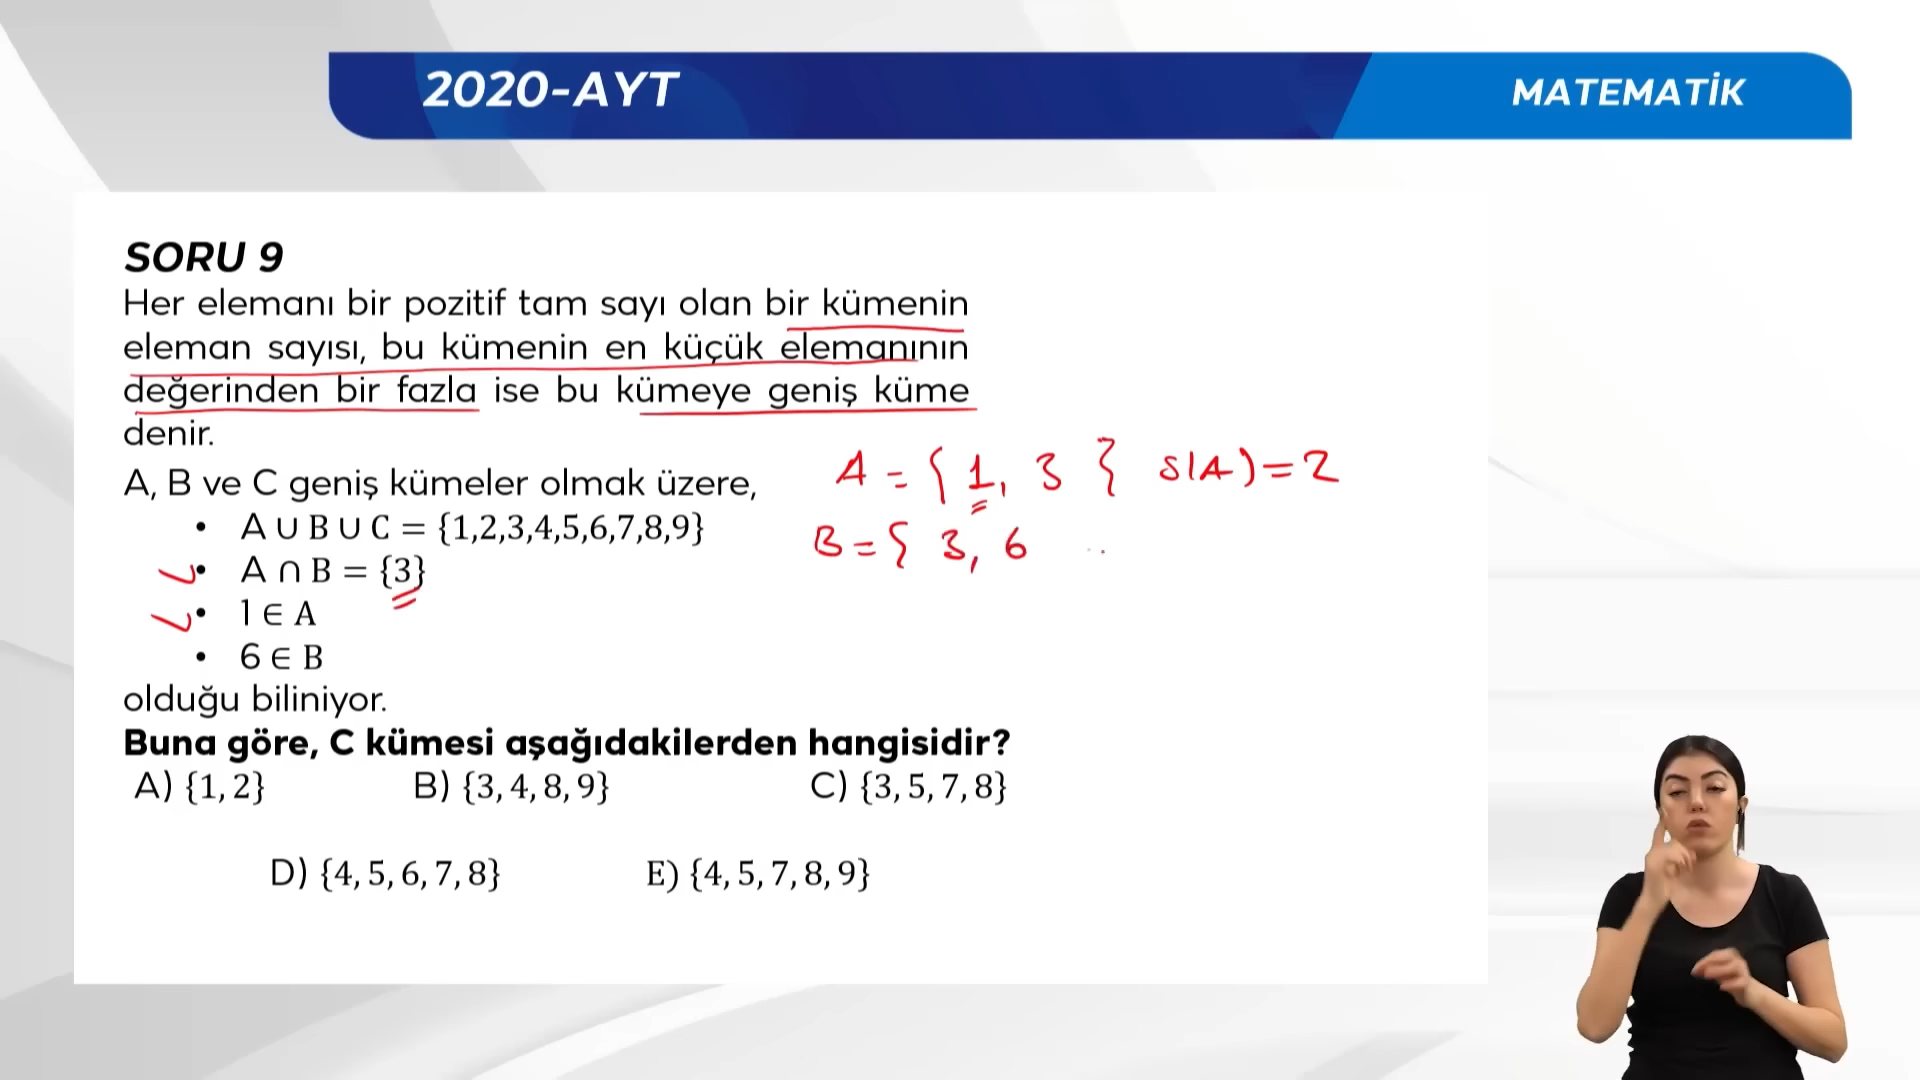 2020-AYT
MATEMATİK
SORU 9
Her elemanı bir pozitif tam sayı olan bir kümenin
eleman sayısı, bu kümenin en küçük elemanının
değerinden bir fazla ise bu kümeye geniş küme
denir.
A, B ve C geniş kümeler olmak üzere,
• A ∪ B ∪ C = {1,2,3,4,5,6,7,8,9}
• A ∩ B = {3}
• 1 ∈ A
• 6 ∈ B
olduğu biliniyor.
Buna göre, C kümesi aşağıdakilerden hangisidir?
A) {1, 2} B) {3, 4, 8, 9} C) {3, 5, 7, 8}
D) {4, 5, 6, 7, 8} E) {4, 5, 7, 8, 9}
A = { 1, 3 } s(A) = 2
B = { 3, 6